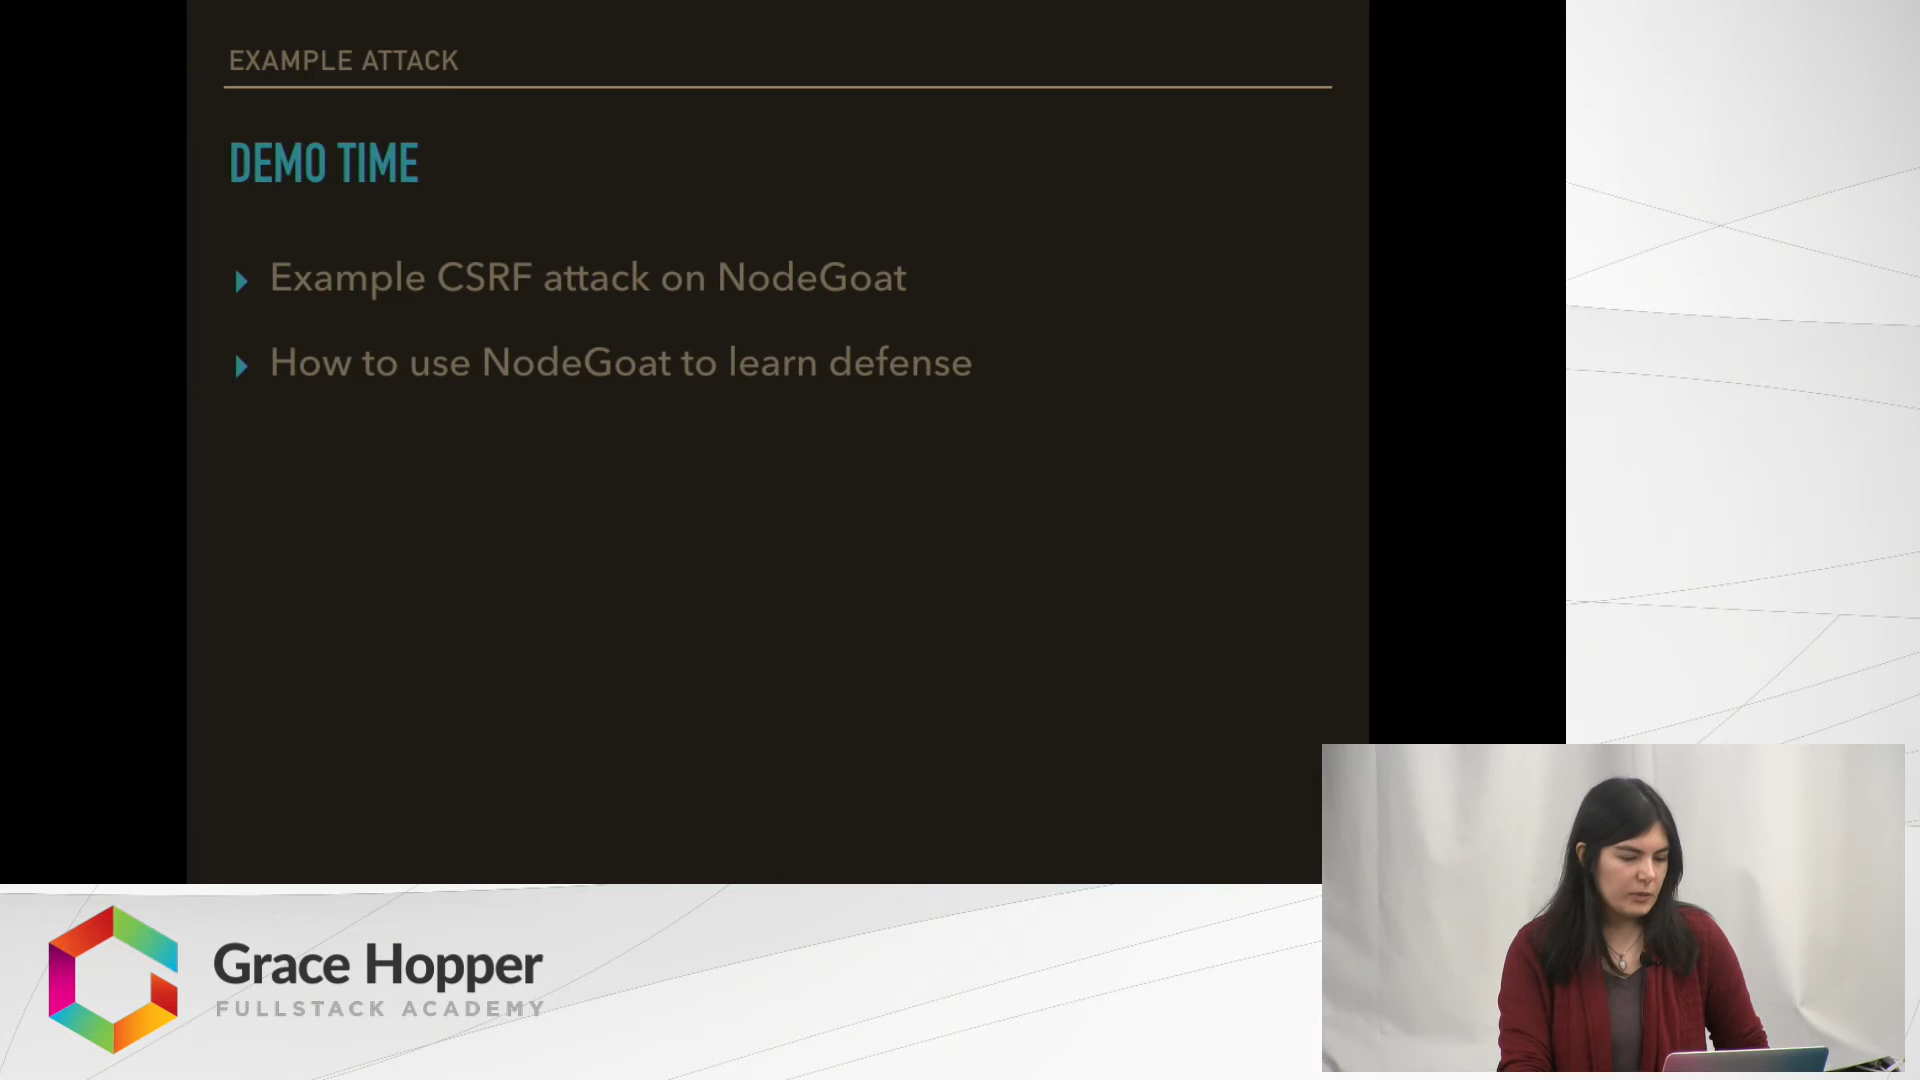 EXAMPLE ATTACK
DEMO TIME
Example CSRF attack on NodeGoat
How to use NodeGoat to learn defense
Grace Hopper
FULLSTACK ACADEMY